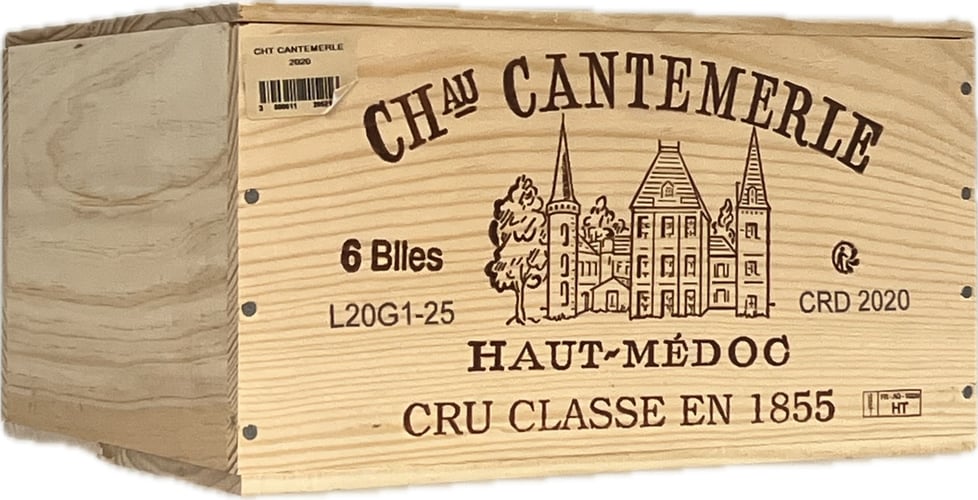 CHT CANTEMERLE
2020
CHAU CANTEMERLE
6 Blles
L20G1-25
CRD 2020
HAUT-MÉDOC
CRU CLASSE EN 1855
HT